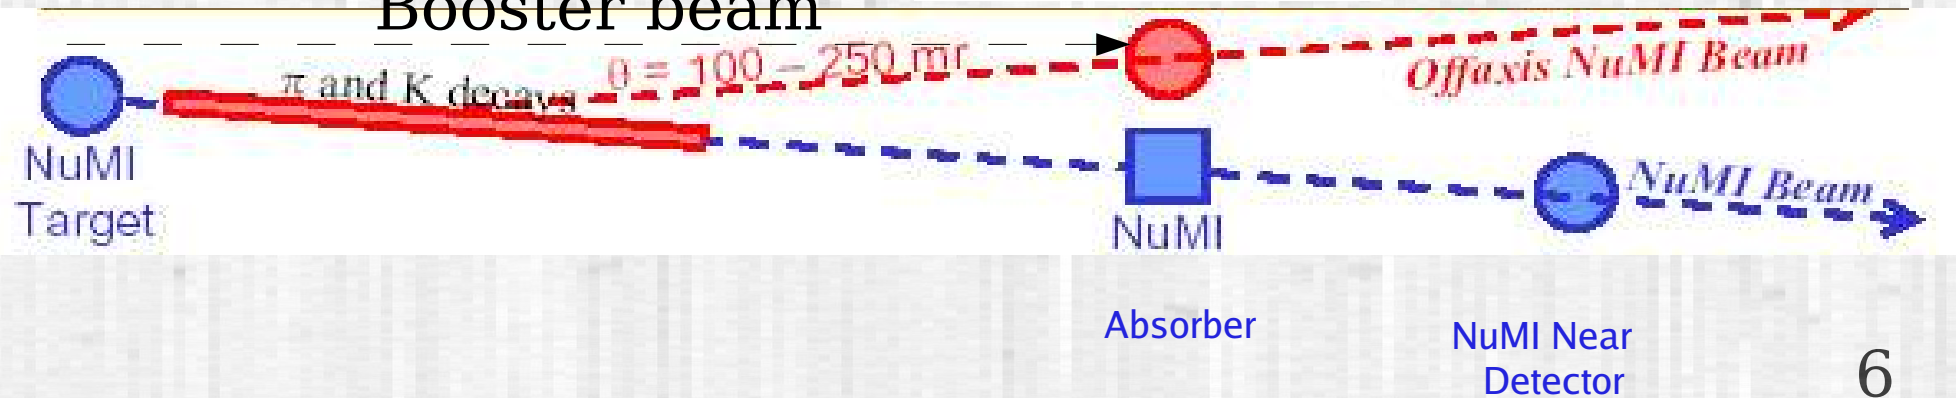 Booster beam
π and K decays
θ = 100 – 250 mr
Offaxis NuMI Beam
NuMI
Target
NuMI
NuMI Beam
Absorber
NuMI Near
Detector
6